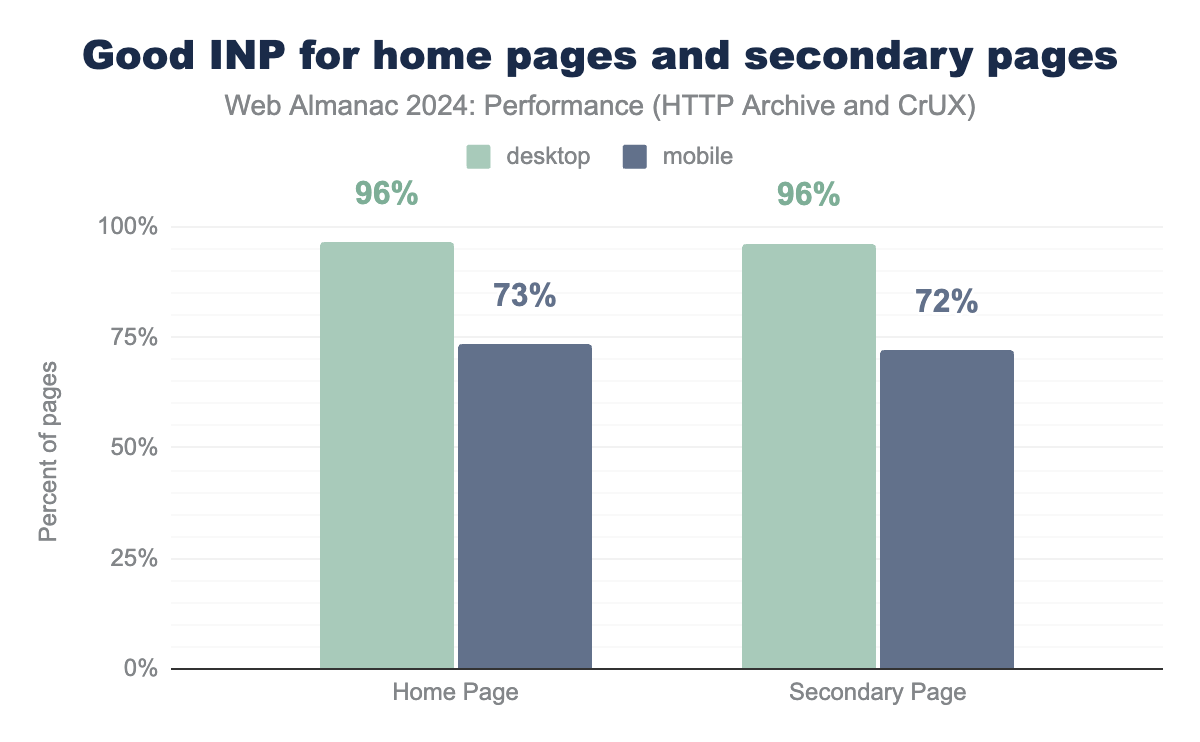 Good INP for home pages and secondary pages
Web Almanac 2024: Performance (HTTP Archive and CrUX)
desktop mobile
96% 96%
100%
73% 72%
75%
Percent of pages
50%
25%
0%
Home Page Secondary Page